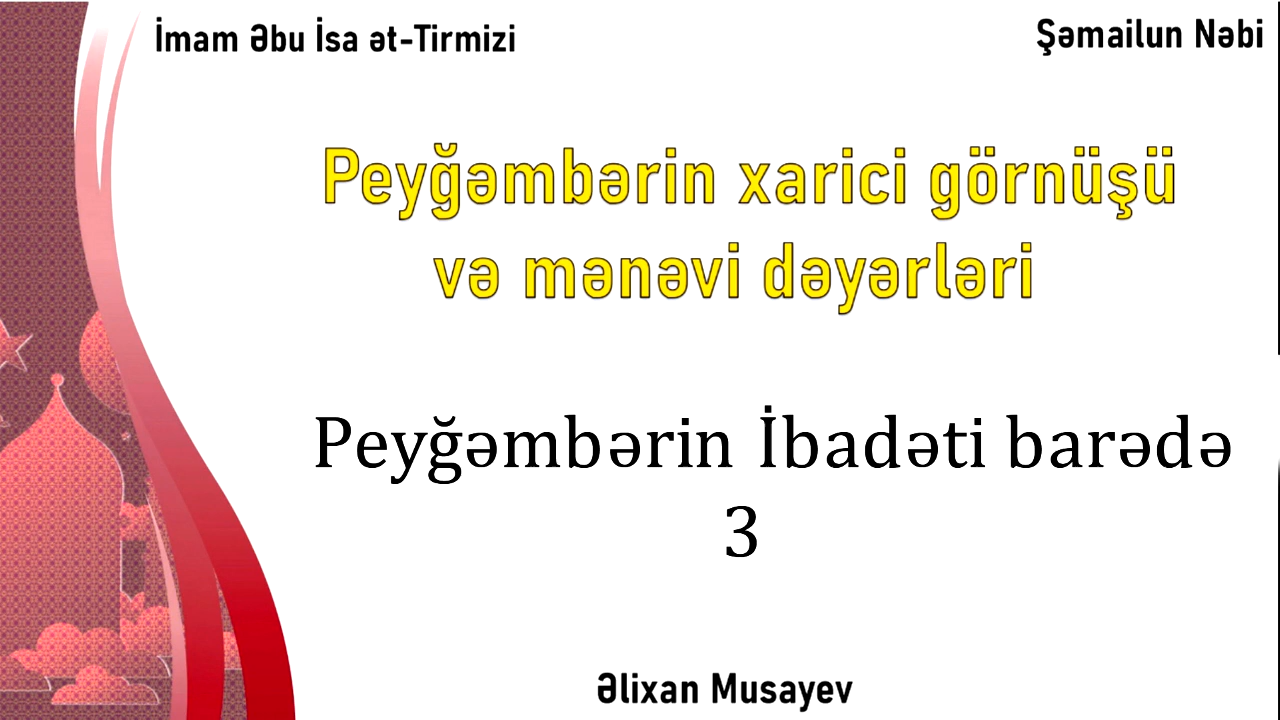 İmam Əbu İsa ət-Tirmizi
Şəmailun Nəbi
Peyğəmbərin xarici görnüşü
və mənəvi dəyərləri
Peyğəmbərin İbadəti barədə
3
Əlixan Musayev